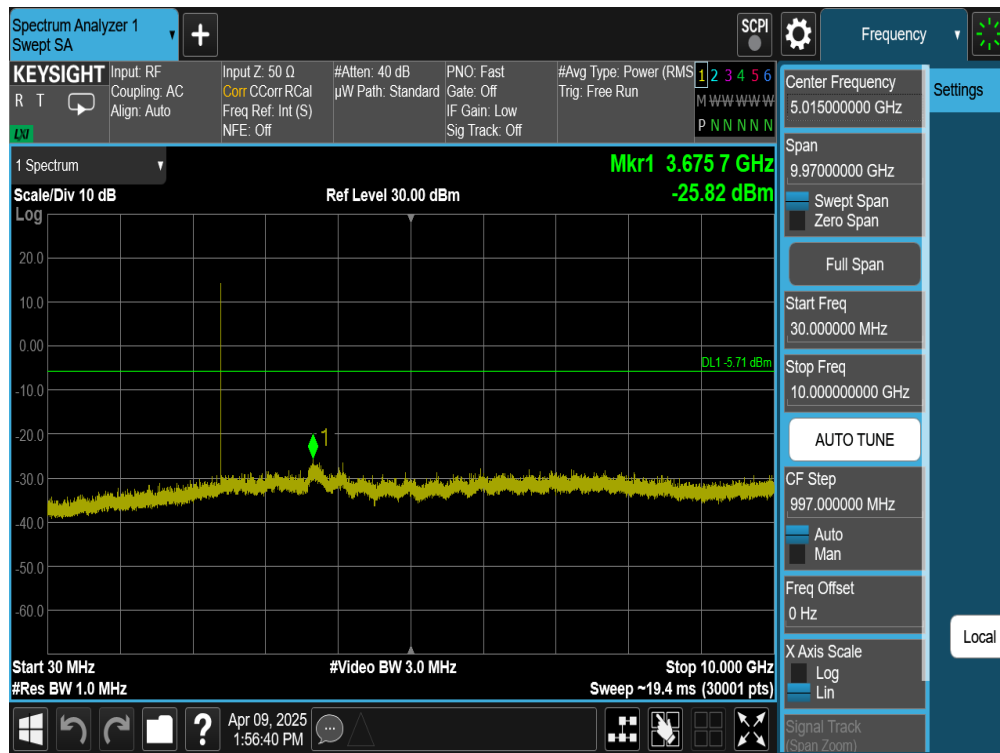 Spectrum Analyzer 1
Swept SA
+
SCPI
Frequency
KEYSIGHT
R T
LXI
Input: RF
Coupling: AC
Align: Auto
Input Z: 50 Ω
Corr CCorr RCal
Freq Ref: Int (S)
NFE: Off
#Atten: 40 dB
µW Path: Standard
PNO: Fast
Gate: Off
IF Gain: Low
Sig Track: Off
#Avg Type: Power (RMS
Trig: Free Run
1 2 3 4 5 6
M W W W W W
P N N N N N
1 Spectrum
Mkr1 3.675 7 GHz
-25.82 dBm
Scale/Div 10 dB
Ref Level 30.00 dBm
Log
20.0
10.0
0.00
DL1 -5.71 dBm
-10.0
-20.0
1
-30.0
-40.0
-50.0
-60.0
Start 30 MHz
#Video BW 3.0 MHz
Stop 10.000 GHz
#Res BW 1.0 MHz
Sweep ~19.4 ms (30001 pts)
Center Frequency
5.015000000 GHz
Settings
Span
9.97000000 GHz
Swept Span
Zero Span
Full Span
Start Freq
30.000000 MHz
Stop Freq
10.000000000 GHz
AUTO TUNE
CF Step
997.000000 MHz
Auto
Man
Freq Offset
0 Hz
Local
X Axis Scale
Log
Lin
Signal Track
(Span Zoom)
?
Apr 09, 2025
1:56:40 PM